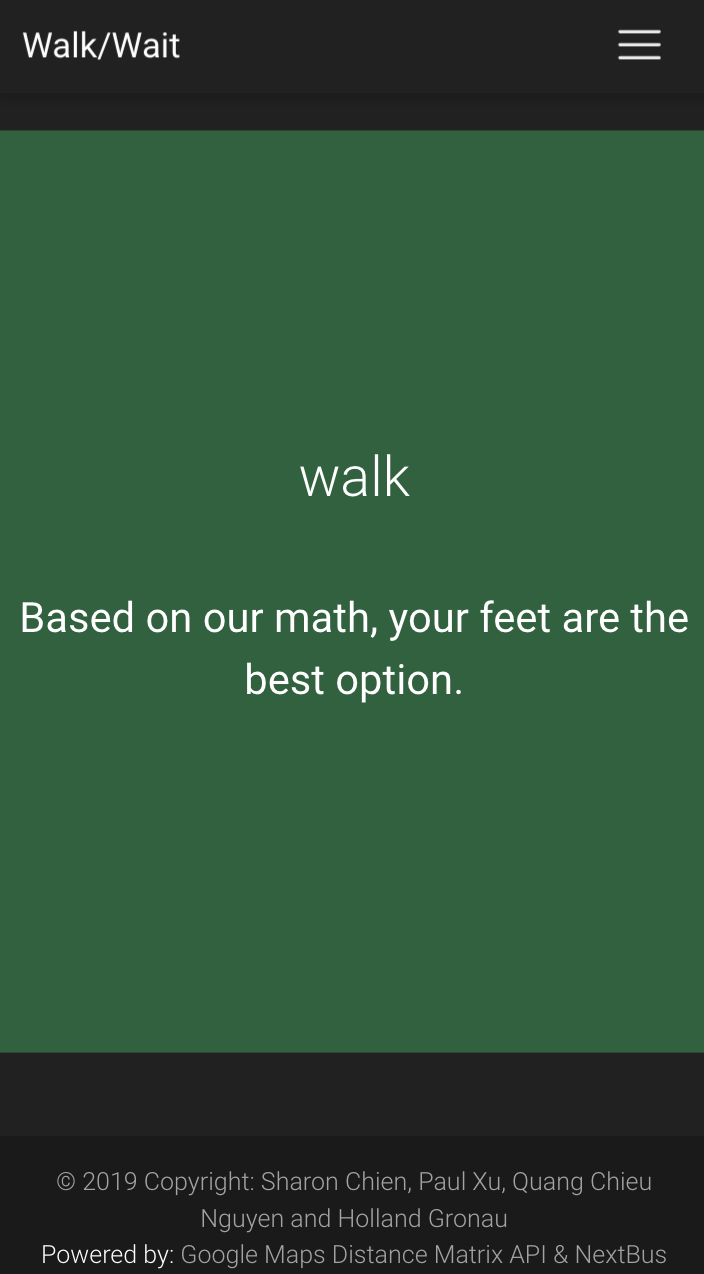 Walk/Wait
walk
Based on our math, your feet are the
best option.
© 2019 Copyright: Sharon Chien, Paul Xu, Quang Chieu
Nguyen and Holland Gronau
Powered by: Google Maps Distance Matrix API & NextBus